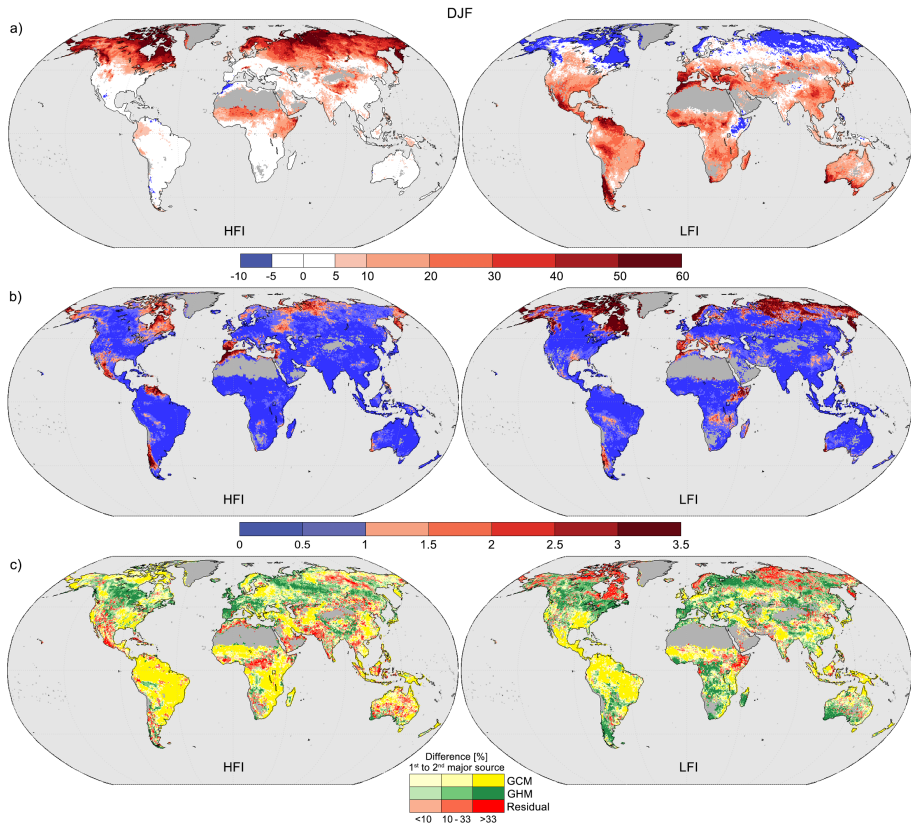 DJF
a)
HFI
LFI
-10 -5 0 5 10 20 30 40 50 60
b)
HFI
LFI
0 0.5 1 1.5 2 2.5 3 3.5
c)
HFI
LFI
Difference [%]
1st to 2nd major source
GCM
GHM
Residual
<10 10 - 33 >33